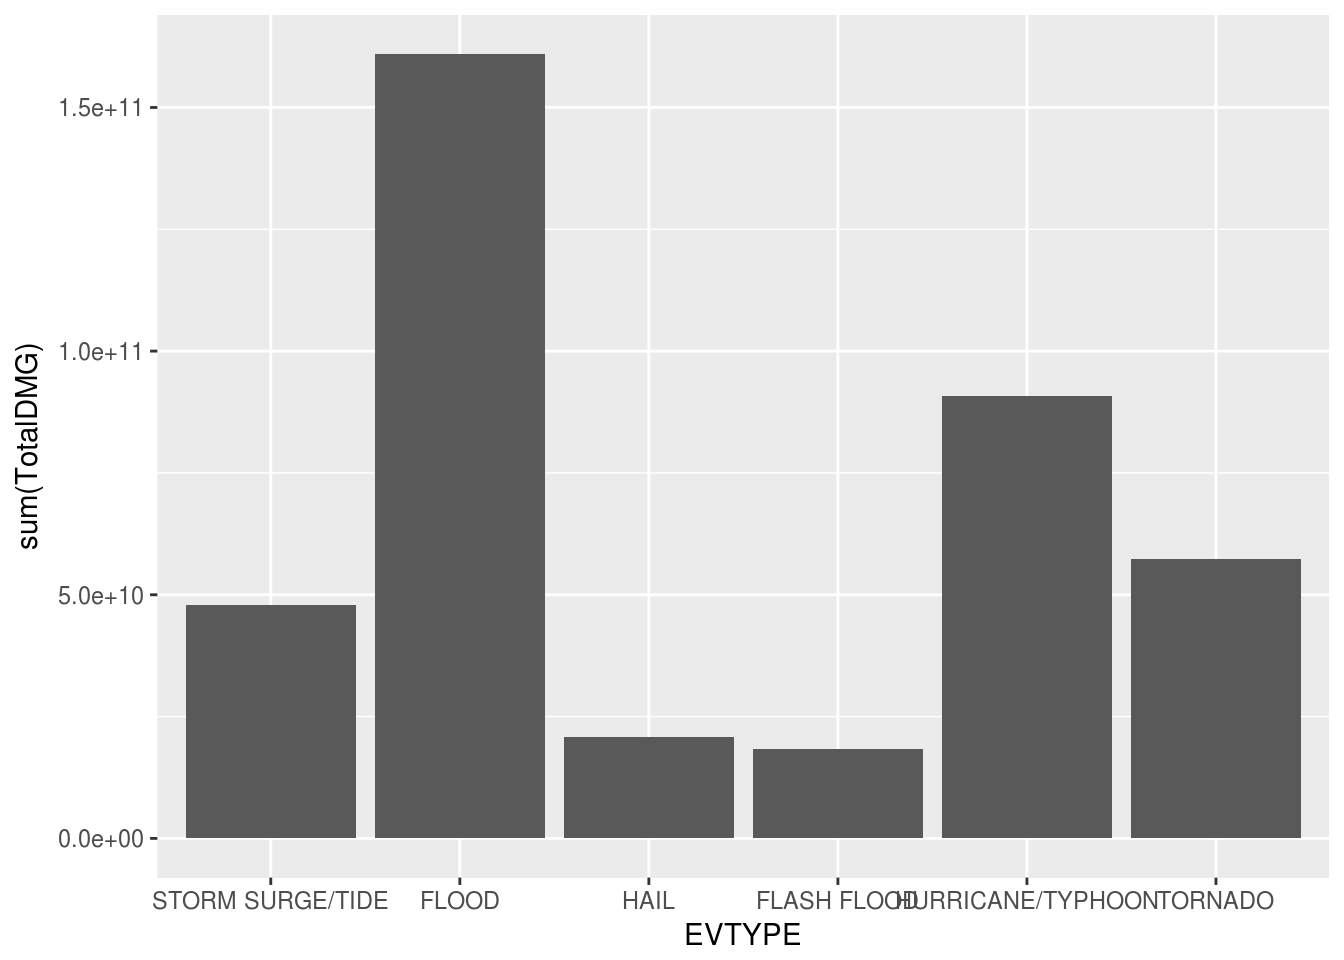 1.5e+11
1.0e+11
5.0e+10
0.0e+00
sum(TotalDMG)
STORM SURGE/TIDE FLOOD HAIL FLASH FLOOD HURRICANE/TYPHOON TORNADO
EVTYPE